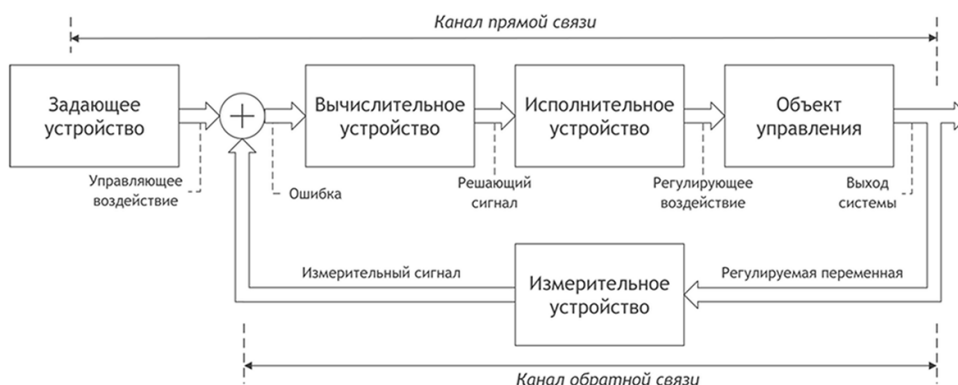 Канал прямой связи
Задающее
устройство
+
Вычислительное
устройство
Исполнительное
устройство
Объект
управления
Управляющее
воздействие
Ошибка
Решающий
сигнал
Регулирующее
воздействие
Выход
системы
Измерительный сигнал
Измерительное
устройство
Регулируемая переменная
Канал обратной связи